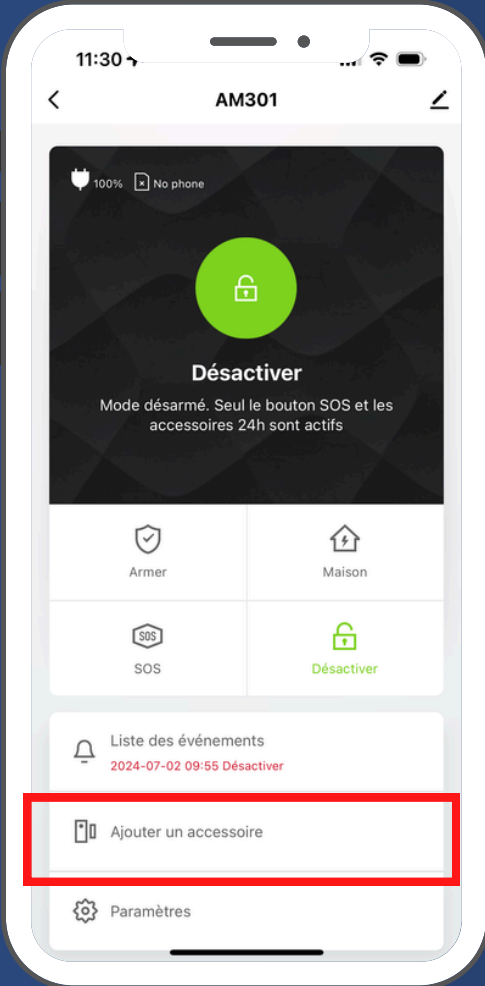 11:30
AM301
100% No phone
Désactiver
Mode désarmé. Seul le bouton SOS et les
accessoires 24h sont actifs
Armer
Maison
SOS
SOS
Désactiver
Liste des événements
2024-07-02 09:55 Désactiver
Ajouter un accessoire
Paramètres